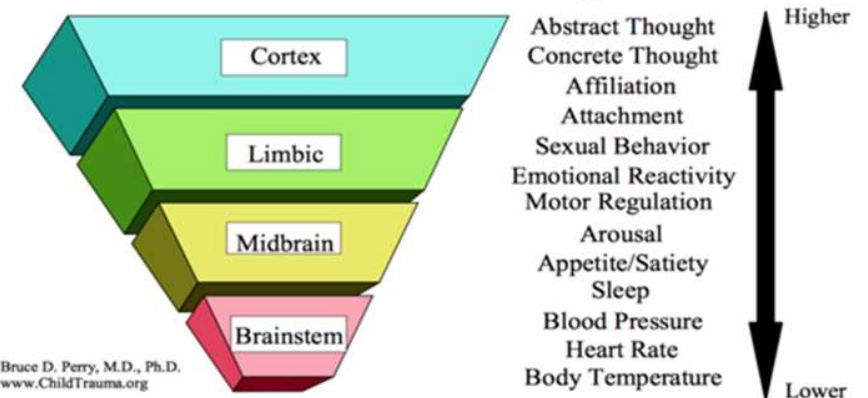 Cortex
Limbic
Midbrain
Brainstem
Bruce D. Perry, M.D., Ph.D.
www.ChildTrauma.org
Abstract Thought
Concrete Thought
Affiliation
Attachment
Sexual Behavior
Emotional Reactivity
Motor Regulation
Arousal
Appetite/Satiety
Sleep
Blood Pressure
Heart Rate
Body Temperature
Higher
Lower